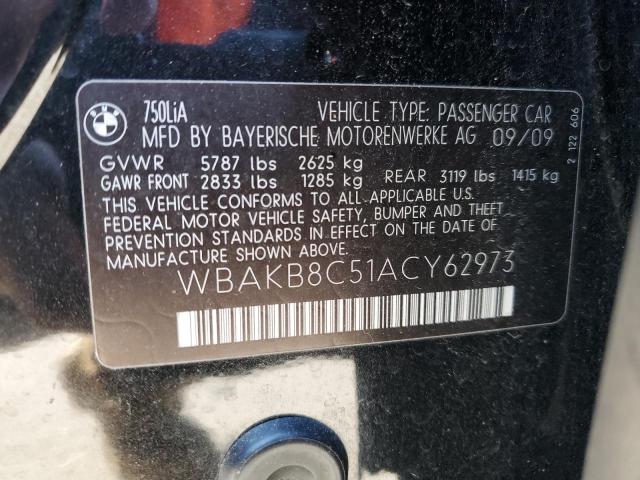 750LiA VEHICLE TYPE: PASSENGER CAR
MFD BY BAYERISCHE MOTORENWERKE AG 09/09
GVWR 5787 lbs 2625 kg
GAWR FRONT 2833 lbs 1285 kg REAR 3119 lbs 1415 kg
THIS VEHICLE CONFORMS TO ALL APPLICABLE U.S.
FEDERAL MOTOR VEHICLE SAFETY, BUMPER AND THEFT
PREVENTION STANDARDS IN EFFECT ON THE DATE OF
MANUFACTURE SHOWN ABOVE.
WBAKB8C51ACY62973
2 122 606
BMW